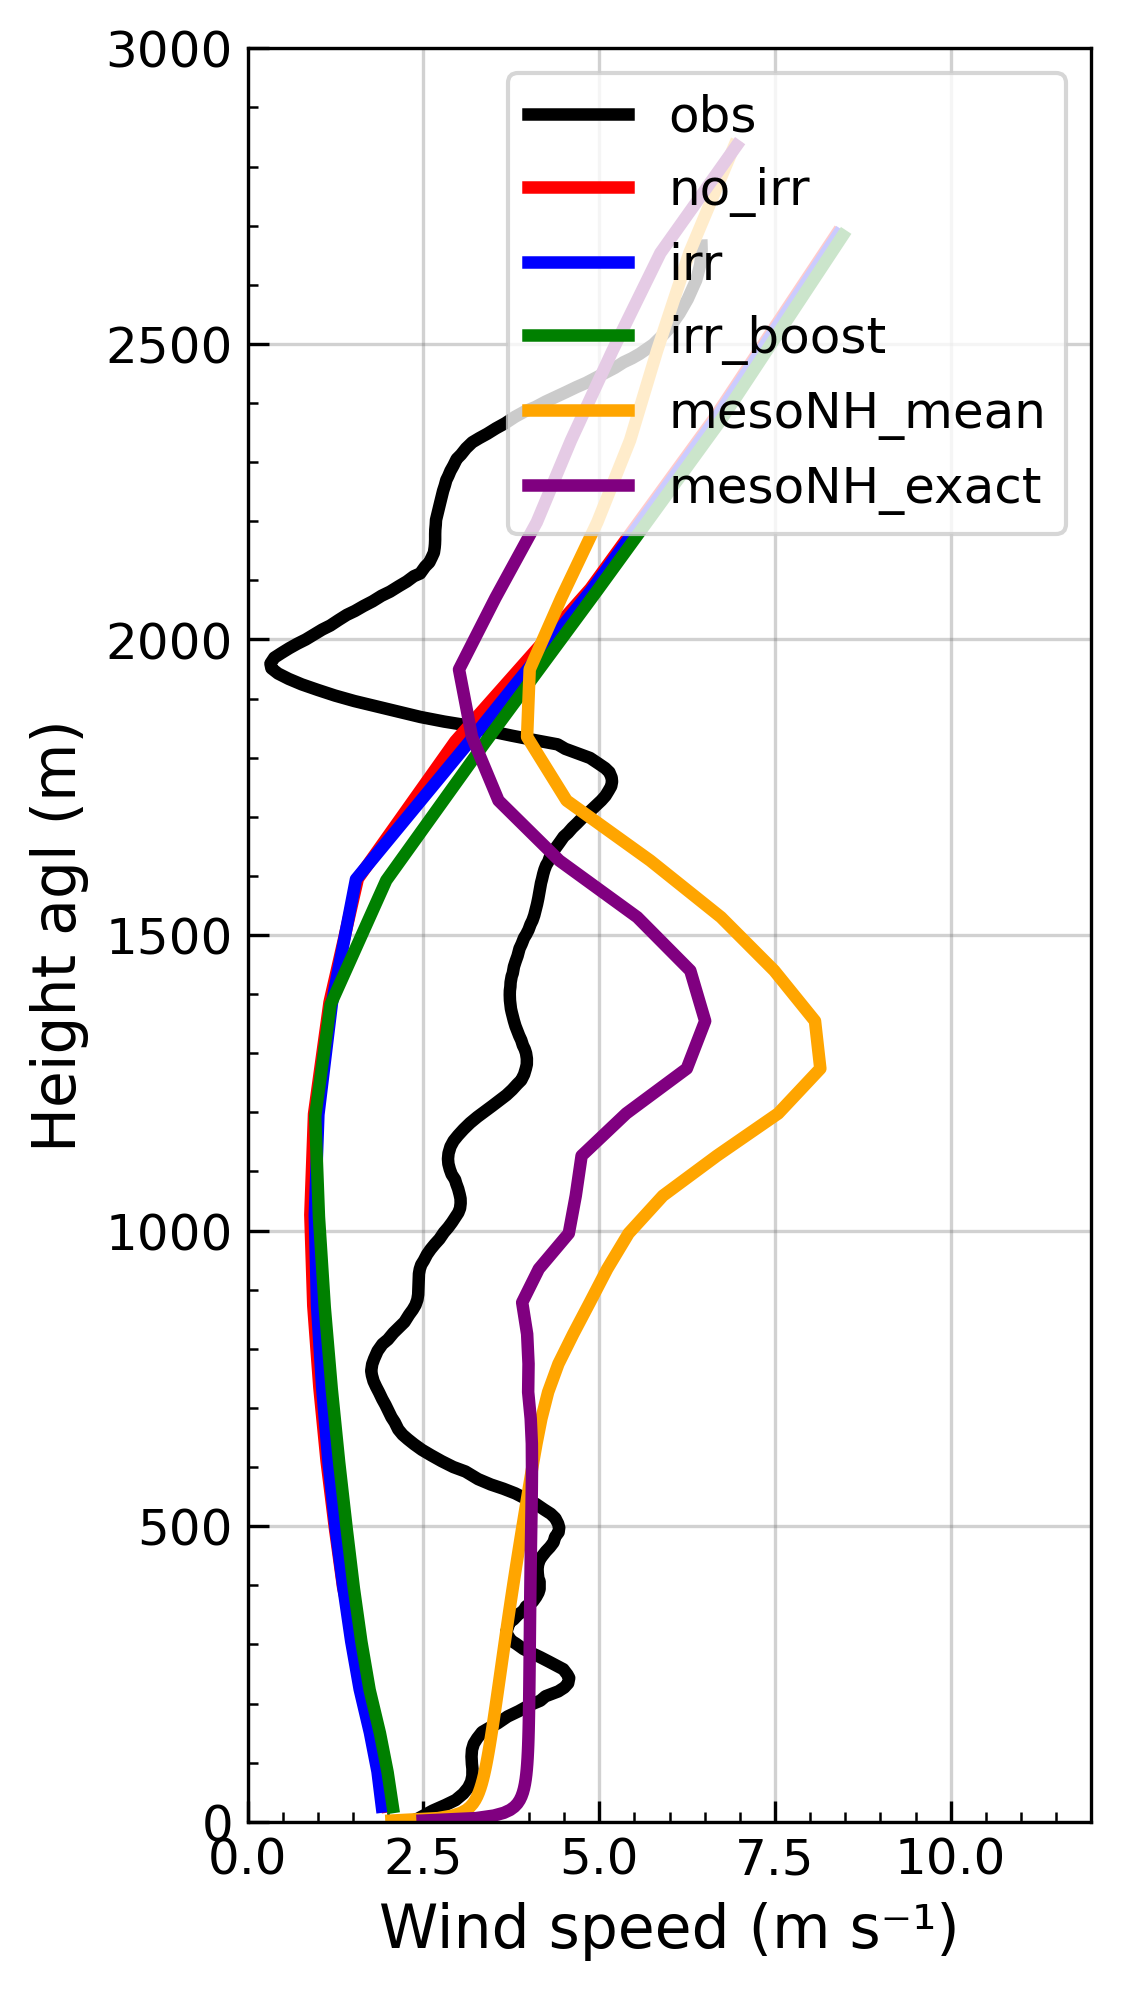 3000
2500
2000
1500
1000
500
0
0.0 2.5 5.0 7.5 10.0
Height agl (m)
Wind speed (m s⁻¹)
obs
no_irr
irr
irr_boost
mesoNH_mean
mesoNH_exact